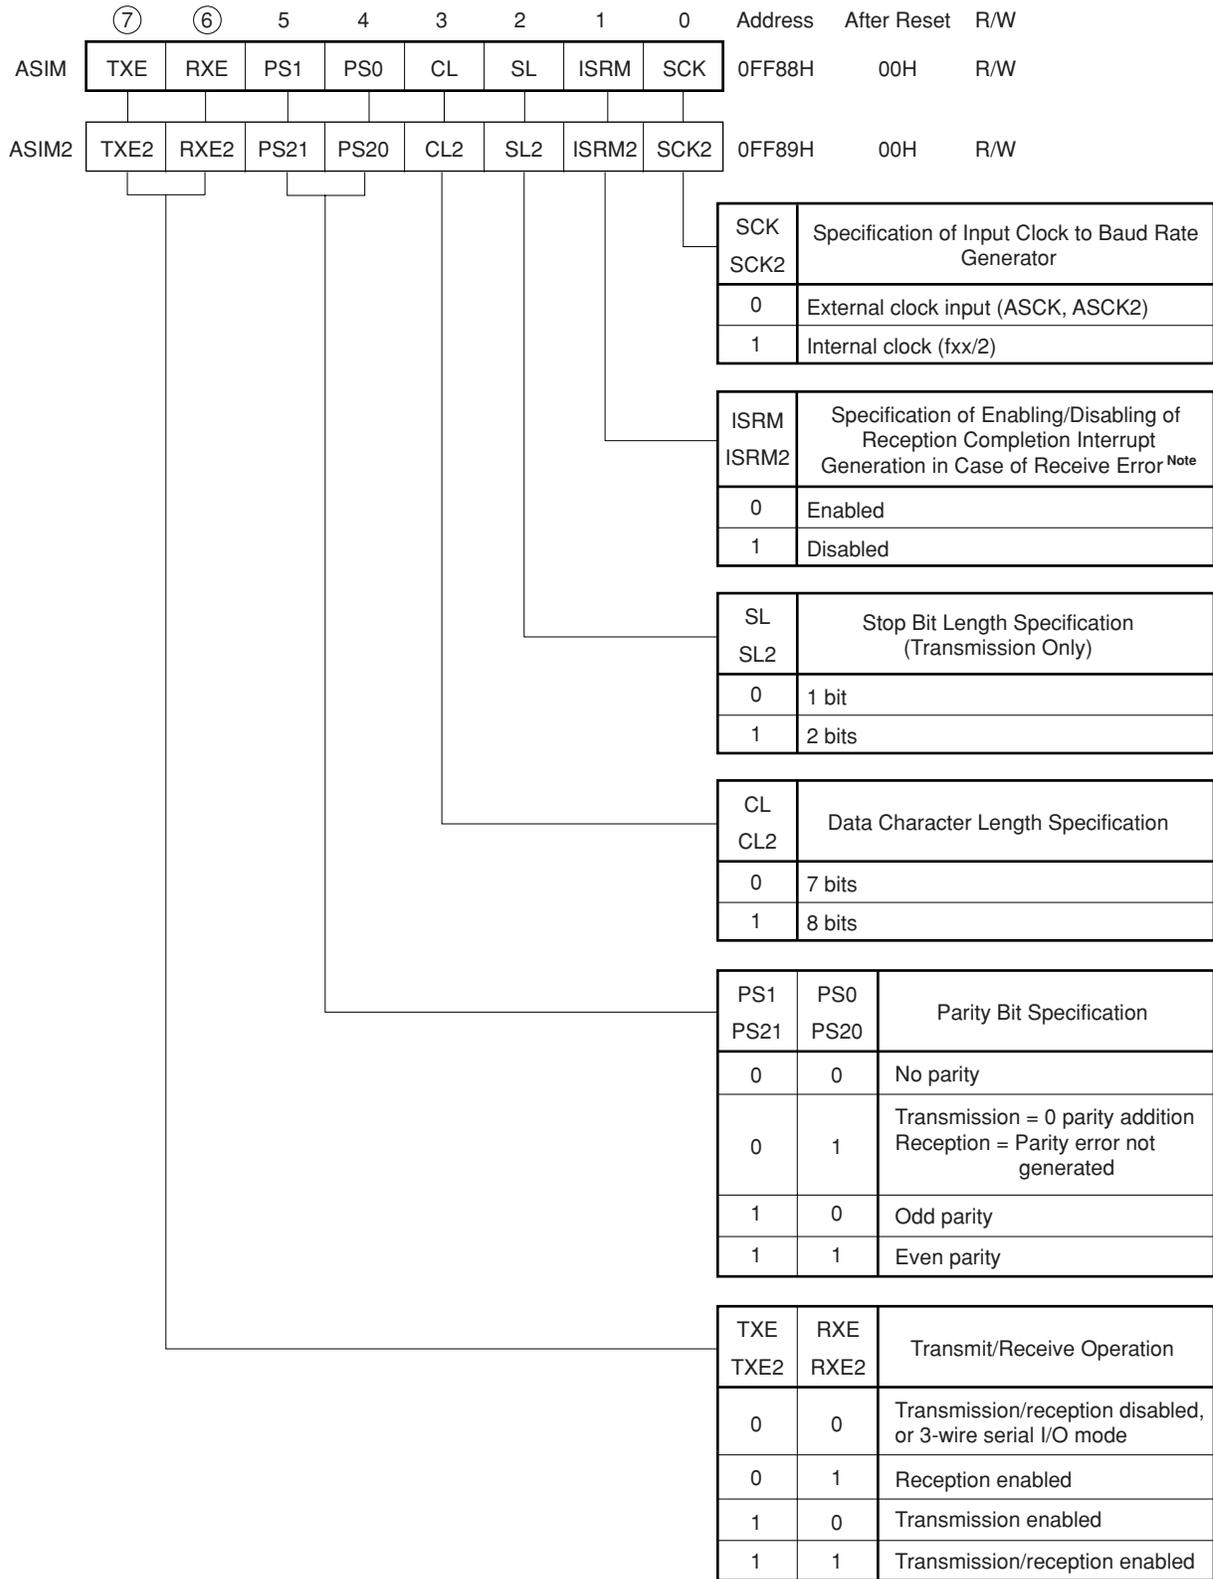 7 6 5 4 3 2 1 0 Address After Reset R/W
ASIM TXE RXE PS1 PS0 CL SL ISRM SCK 0FF88H 00H R/W
ASIM2 TXE2 RXE2 PS21 PS20 CL2 SL2 ISRM2 SCK2 0FF89H 00H R/W
SCK
SCK2
Specification of Input Clock to Baud Rate
Generator
0 External clock input (ASCK, ASCK2)
1 Internal clock (fxx/2)
ISRM
ISRM2
Specification of Enabling/Disabling of
Reception Completion Interrupt
Generation in Case of Receive Error Note
0 Enabled
1 Disabled
SL
SL2
Stop Bit Length Specification
(Transmission Only)
0 1 bit
1 2 bits
CL
CL2
Data Character Length Specification
0 7 bits
1 8 bits
PS1 PS0
PS21 PS20
Parity Bit Specification
0 0 No parity
0 1 Transmission = 0 parity addition
Reception = Parity error not
generated
1 0 Odd parity
1 1 Even parity
TXE RXE
TXE2 RXE2
Transmit/Receive Operation
0 0 Transmission/reception disabled,
or 3-wire serial I/O mode
0 1 Reception enabled
1 0 Transmission enabled
1 1 Transmission/reception enabled